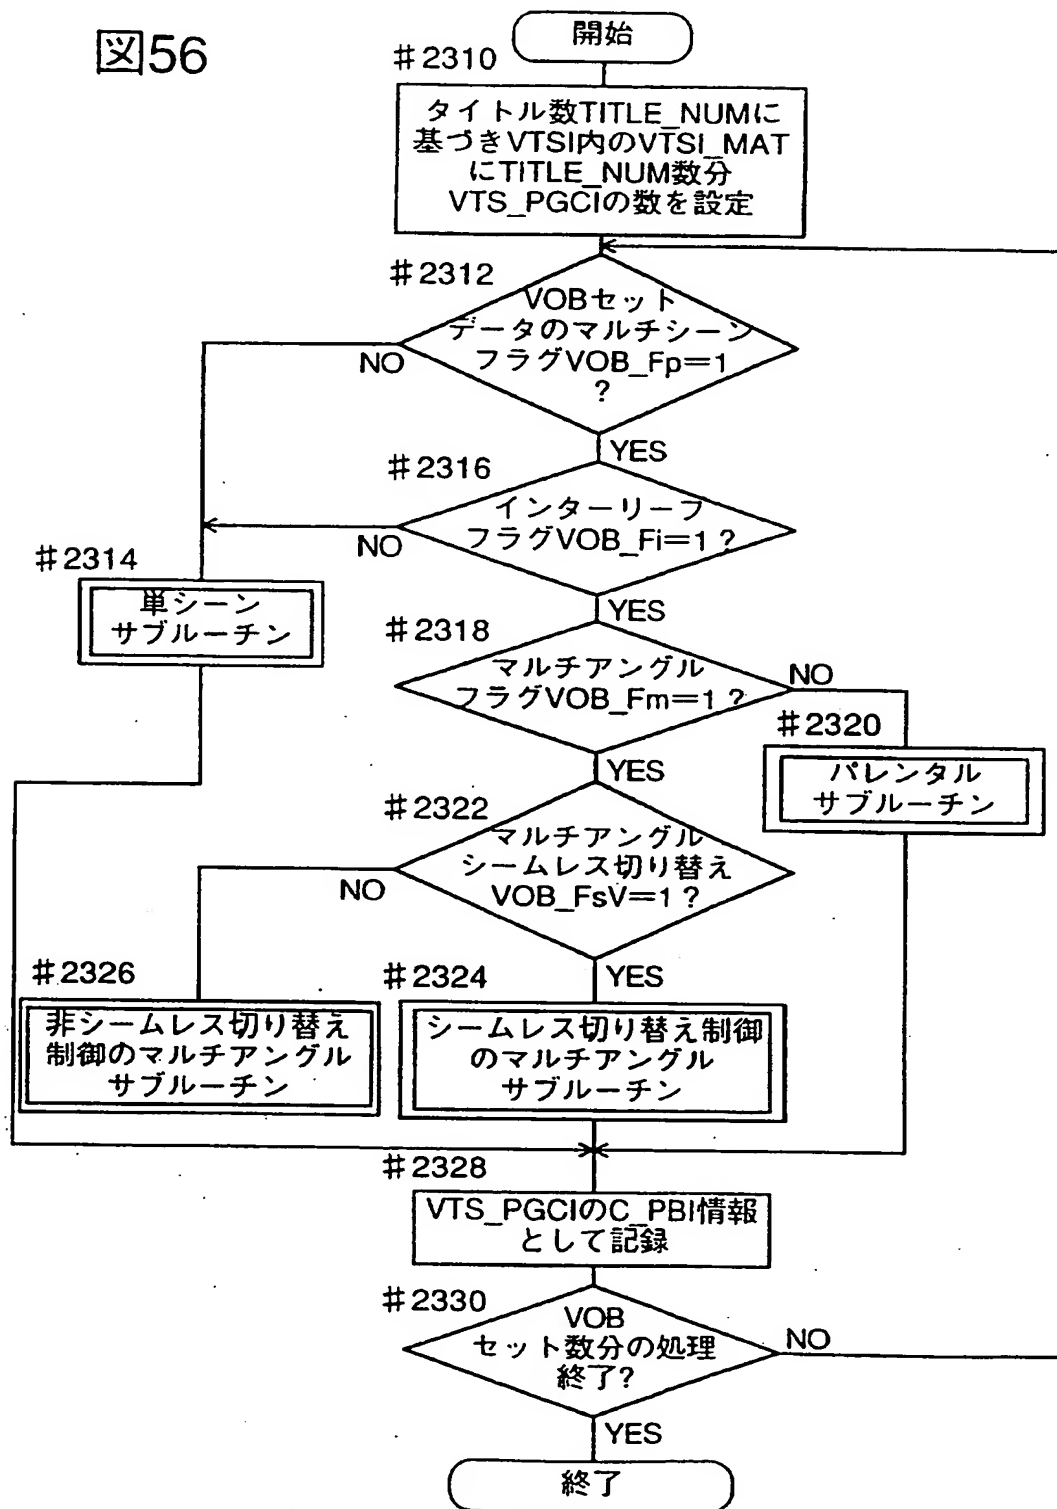 図56
開始
#2310
タイトル数TITLE_NUMに
基づきVTSI内のVTSI_MAT
にTITLE_NUM数分
VTS_PGCIの数を設定
#2312
VOBセット
データのマルチシーン
フラグVOB_Fp=1
?
NO
YES
#2316
インターリーフ
フラグVOB_Fi=1?
NO
YES
#2314
単シーン
サブルーチン
#2318
マルチアングル
フラグVOB_Fm=1?
NO
YES
#2320
パレンタル
サブルーチン
#2322
マルチアングル
シームレス切り替え
VOB_FsV=1?
NO
YES
#2326
非シームレス切り替え
制御のマルチアングル
サブルーチン
#2324
シームレス切り替え制御
のマルチアングル
サブルーチン
#2328
VTS_PGCIのC_PBI情報
として記録
#2330
VOB
セット数分の処理
終了?
NO
YES
終了